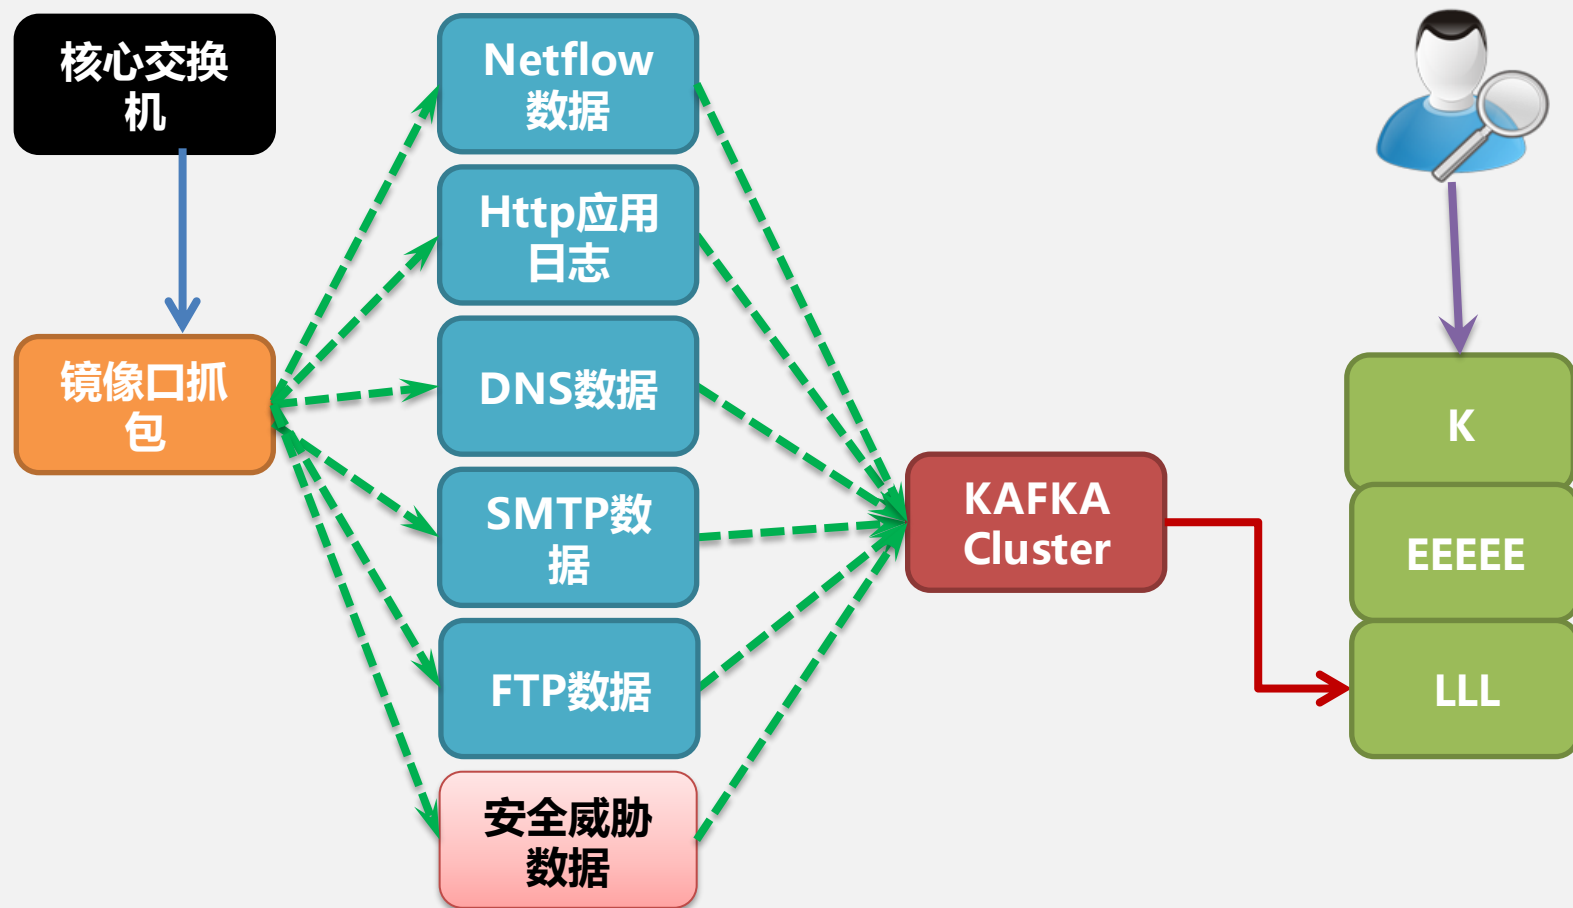 核心交换
机
镜像口抓
包
Netflow
数据
Http应用
日志
DNS数据
SMTP数
据
FTP数据
安全威胁
数据
KAFKA
Cluster
K
EEEEE
LLL